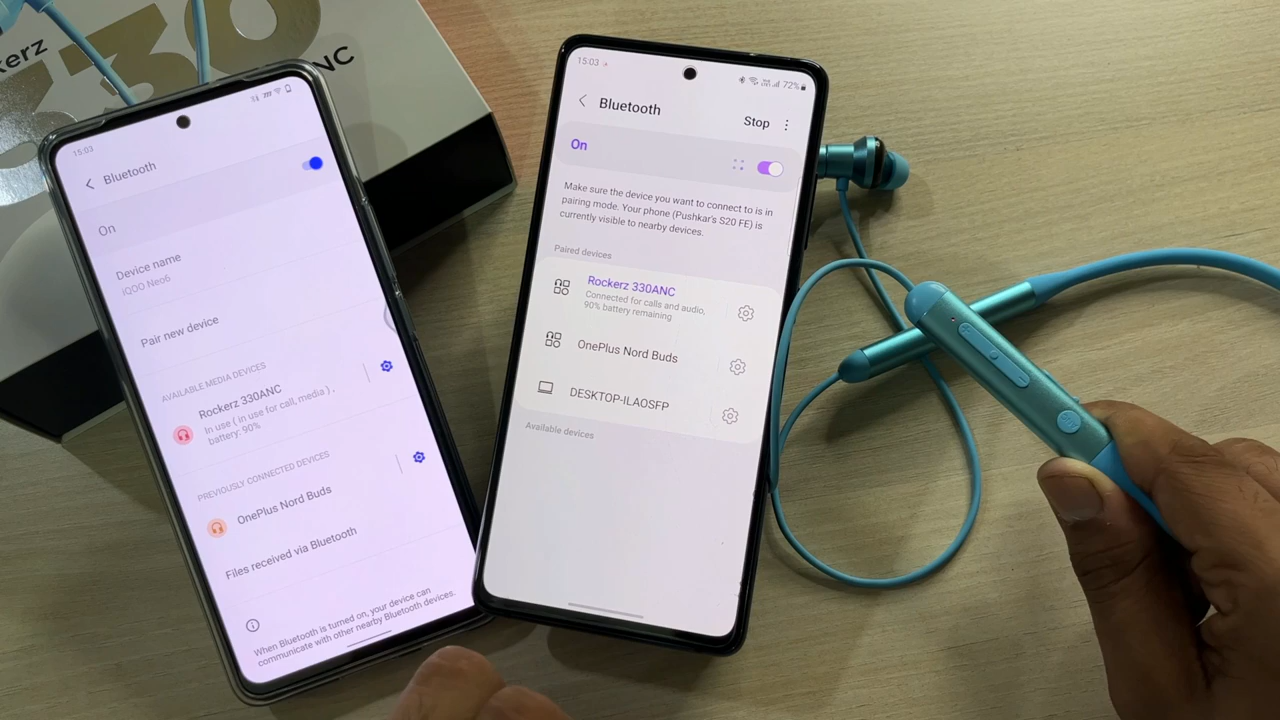 kerz
330
NC
15:03
Bluetooth
On
Device name
iQOO Neo6
Pair new device
AVAILABLE MEDIA DEVICES
Rockerz 330ANC
In use ( in use for call, media ) ,
battery: 90%
PREVIOUSLY CONNECTED DEVICES
OnePlus Nord Buds
Files received via Bluetooth
When Bluetooth is turned on, your device can
communicate with other nearby Bluetooth devices.
15:03
72%
Bluetooth
Stop
On
Make sure the device you want to connect to is in
pairing mode. Your phone (Pushkar's S20 FE) is
currently visible to nearby devices.
Paired devices
Rockerz 330ANC
Connected for calls and audio,
90% battery remaining
OnePlus Nord Buds
DESKTOP-ILAOSFP
Available devices